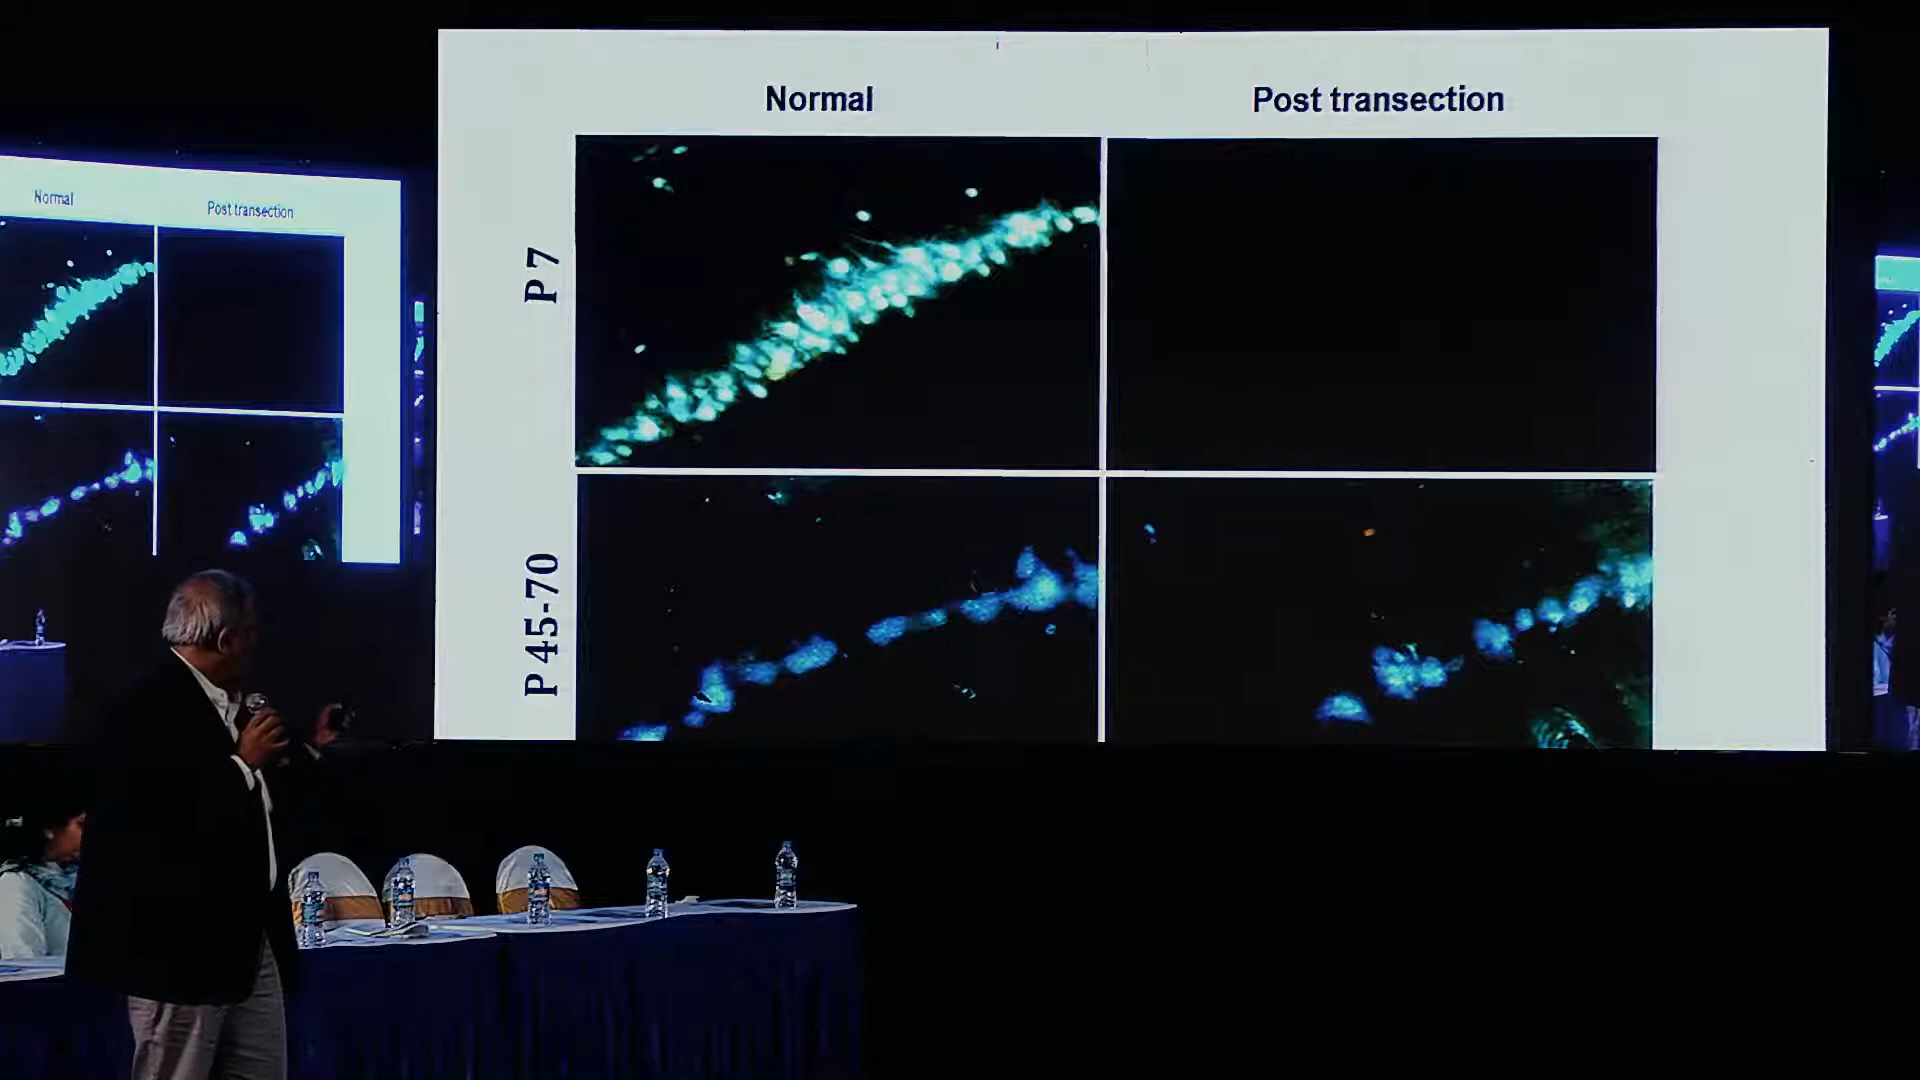 Normal
Post transection
P 7
P 45-70
Normal
Post transection